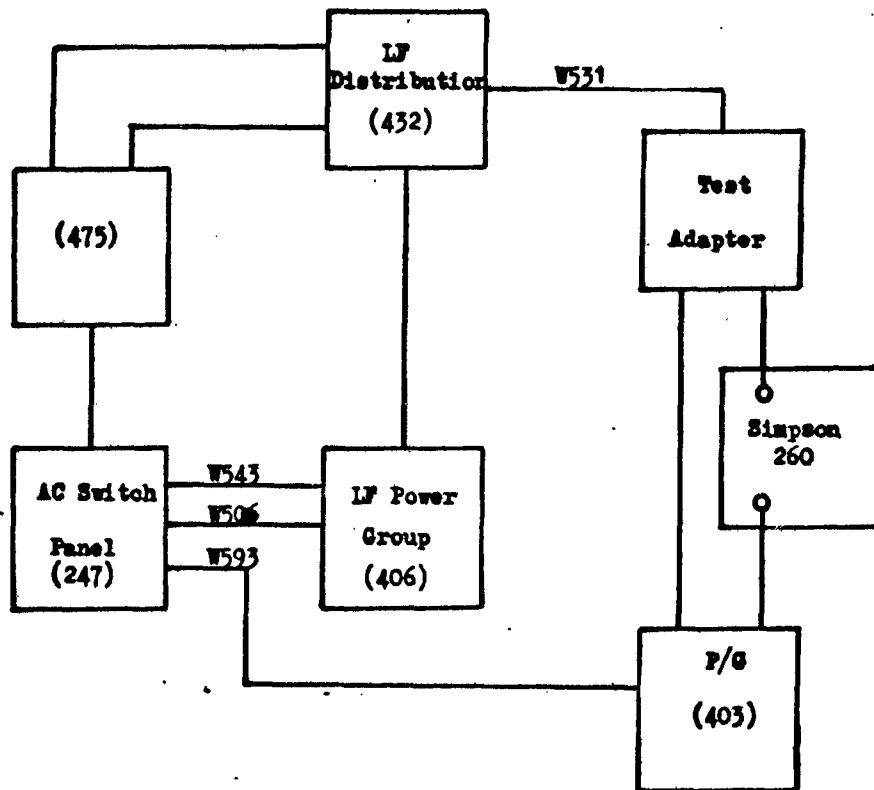 LF
Distribution
(432)
W531
Test
Adapter
(475)
Simpson
260
AC Switch
Panel
(247)
W543
W506
W593
LF Power
Group
(406)
P/G
(403)